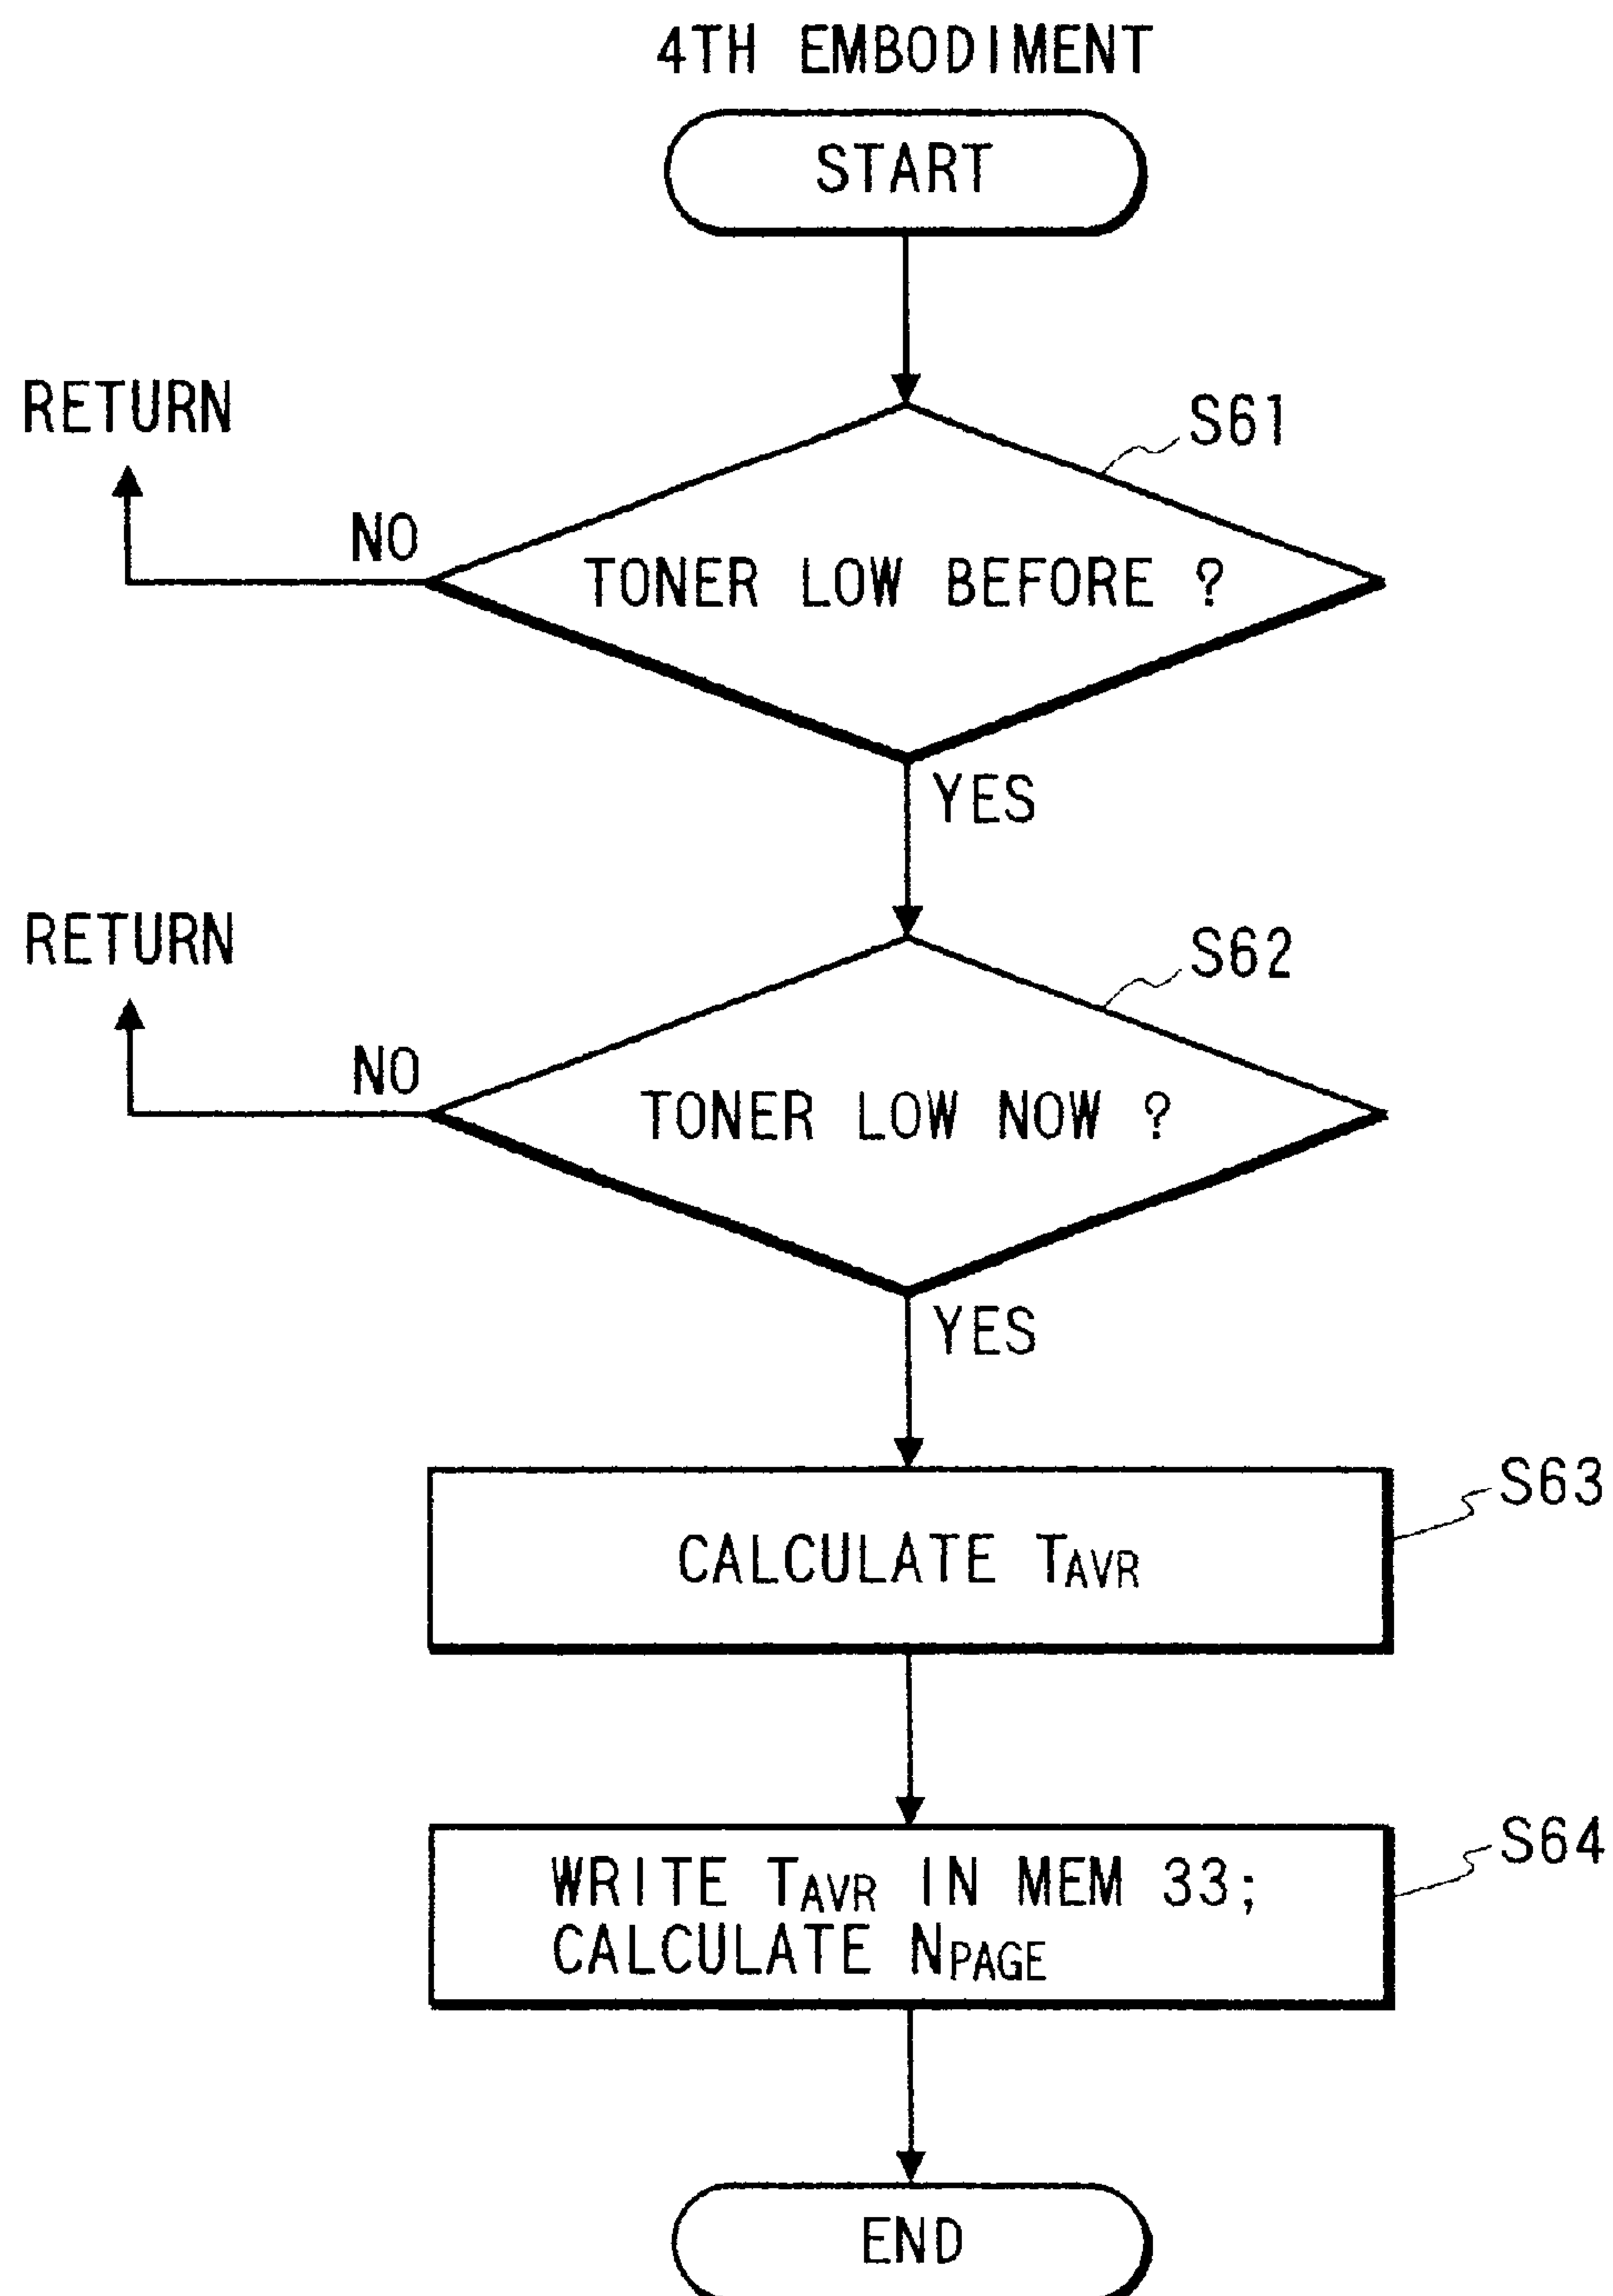 4TH EMBODIMENT
START
RETURN
S61
NO
TONER LOW BEFORE ?
YES
RETURN
S62
NO
TONER LOW NOW ?
YES
S63
CALCULATE TAVR
S64
WRITE TAVR IN MEM 33;
CALCULATE NPAGE
END